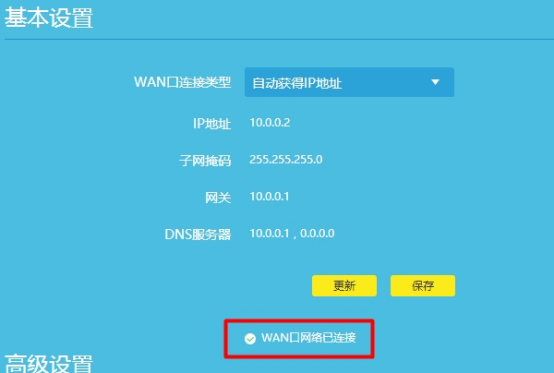 基本设置
WAN口连接类型 自动获得IP地址
IP地址 10.0.0.2
子网掩码 255.255.255.0
网关 10.0.0.1
DNS服务器 10.0.0.1 , 0.0.0.0
更新 保存
WAN口网络已连接
高级设置